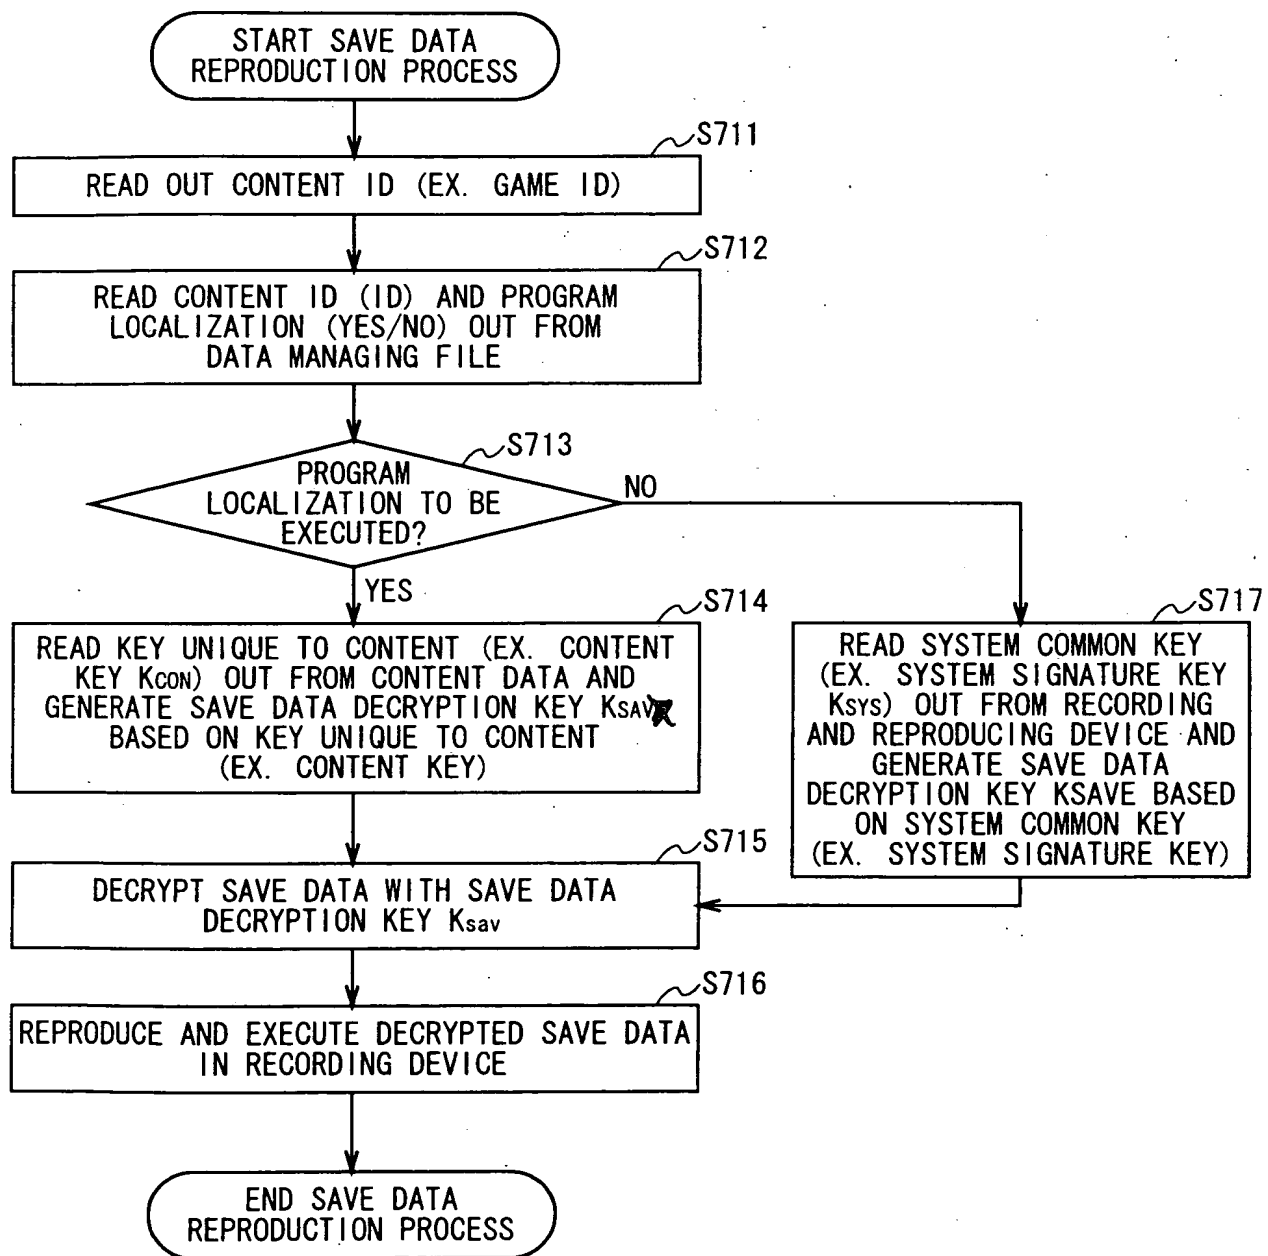 START SAVE DATA
REPRODUCTION PROCESS
S711
READ OUT CONTENT ID (EX. GAME ID)
S712
READ CONTENT ID (ID) AND PROGRAM
LOCALIZATION (YES/NO) OUT FROM
DATA MANAGING FILE
S713
PROGRAM
LOCALIZATION TO BE
EXECUTED?
NO
YES
S714
READ KEY UNIQUE TO CONTENT (EX. CONTENT
KEY KCON) OUT FROM CONTENT DATA AND
GENERATE SAVE DATA DECRYPTION KEY KSAV
BASED ON KEY UNIQUE TO CONTENT
(EX. CONTENT KEY)
S717
READ SYSTEM COMMON KEY
(EX. SYSTEM SIGNATURE KEY
KSYS) OUT FROM RECORDING
AND REPRODUCING DEVICE AND
GENERATE SAVE DATA
DECRYPTION KEY KSAVE BASED
ON SYSTEM COMMON KEY
(EX. SYSTEM SIGNATURE KEY)
S715
DECRYPT SAVE DATA WITH SAVE DATA
DECRYPTION KEY Ksav
S716
REPRODUCE AND EXECUTE DECRYPTED SAVE DATA
IN RECORDING DEVICE
END SAVE DATA
REPRODUCTION PROCESS